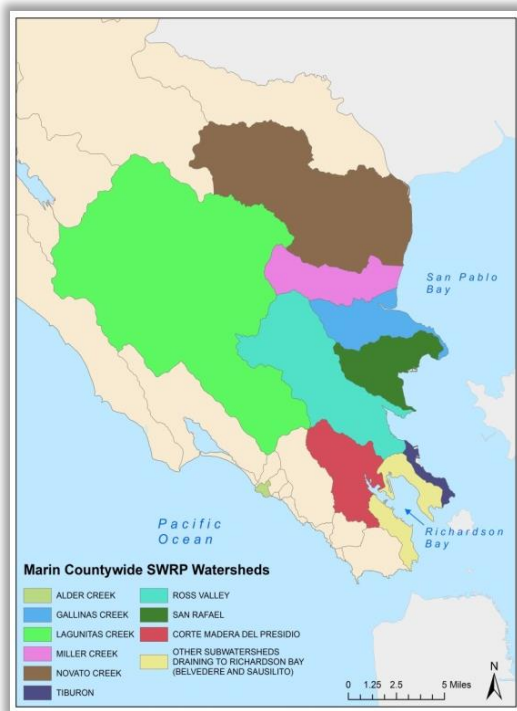 San Pablo
Bay
Pacific
Ocean
Richardson
Bay
Marin Countywide SWRP Watersheds
ALDER CREEK
GALLINAS CREEK
LAGUNITAS CREEK
MILLER CREEK
NOVATO CREEK
TIBURON
ROSS VALLEY
SAN RAFAEL
CORTE MADERA DEL PRESIDIO
OTHER SUBWATERSHEDS
DRAINING TO RICHARDSON BAY
(BELVEDERE AND SAUSILITO)
0 1.25 2.5 5 Miles
N